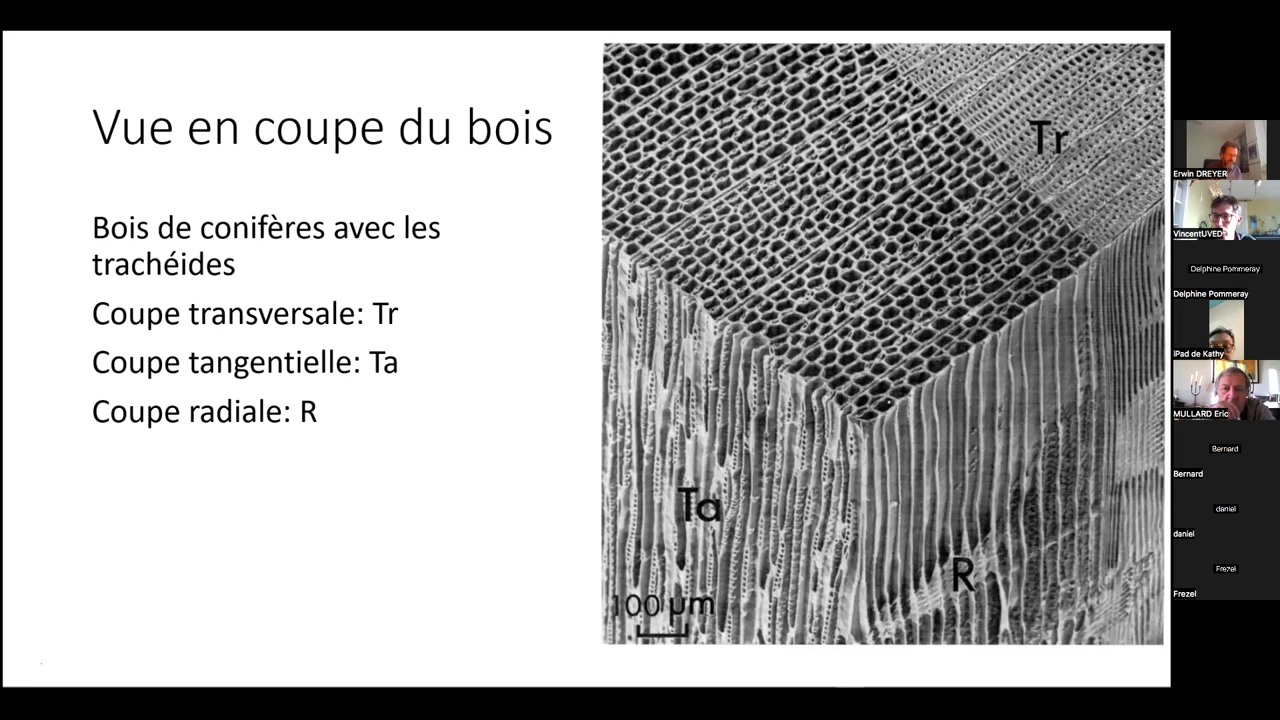 Vue en coupe du bois
Bois de conifères avec les
trachéides
Coupe transversale: Tr
Coupe tangentielle: Ta
Coupe radiale: R
Tr
Ta
R
100 µm
Erwin DREYER
VincentUVED
Delphine Pommeray
Delphine Pommeray
iPad de Kathy
MULLARD Eric
Bernard
Bernard
daniel
daniel
Frezel
Frezel